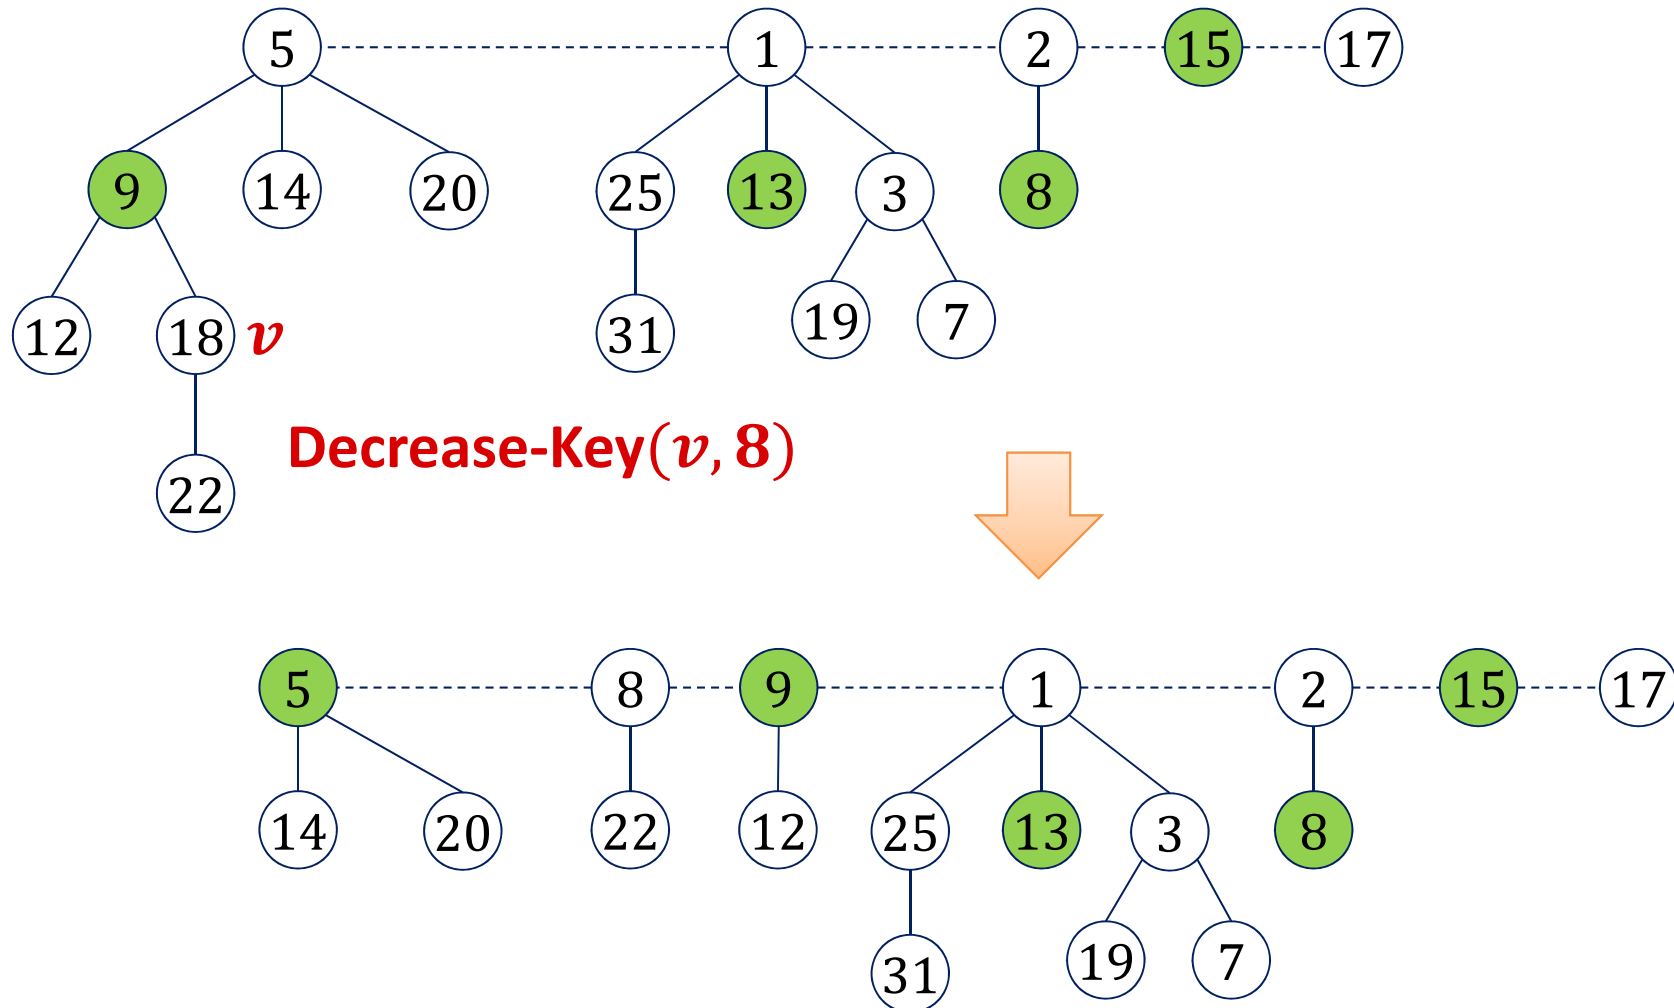 5 1 2 15 17
9 14 20 25 13 3 8
12 18 v 31 19 7
Decrease-Key(v, 8)
22
5 8 9 1 2 15 17
14 20 22 12 25 13 3 8
31 19 7